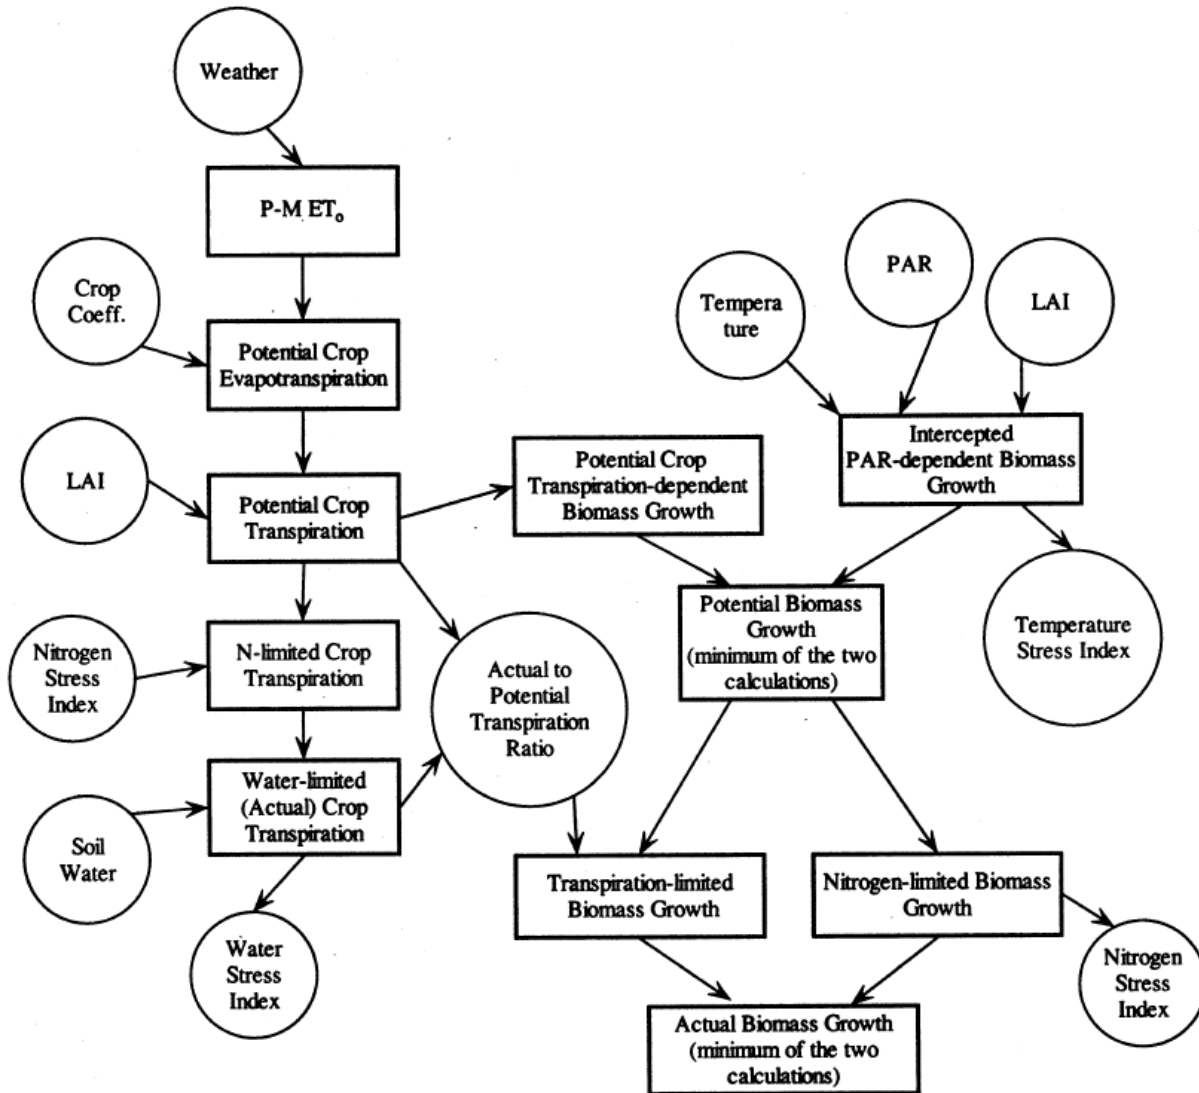 Weather
P-M ET₀
Crop
Coeff.
Potential Crop
Evapotranspiration
LAI
Potential Crop
Transpiration
Nitrogen
Stress
Index
N-limited Crop
Transpiration
Soil
Water
Water-limited
(Actual) Crop
Transpiration
Water
Stress
Index
Potential Crop
Transpiration-dependent
Biomass Growth
Actual to
Potential
Transpiration
Ratio
Tempera
ture
PAR
LAI
Intercepted
PAR-dependent Biomass
Growth
Temperature
Stress Index
Potential Biomass
Growth
(minimum of the two
calculations)
Transpiration-limited
Biomass Growth
Nitrogen-limited Biomass
Growth
Nitrogen
Stress
Index
Actual Biomass Growth
(minimum of the two
calculations)